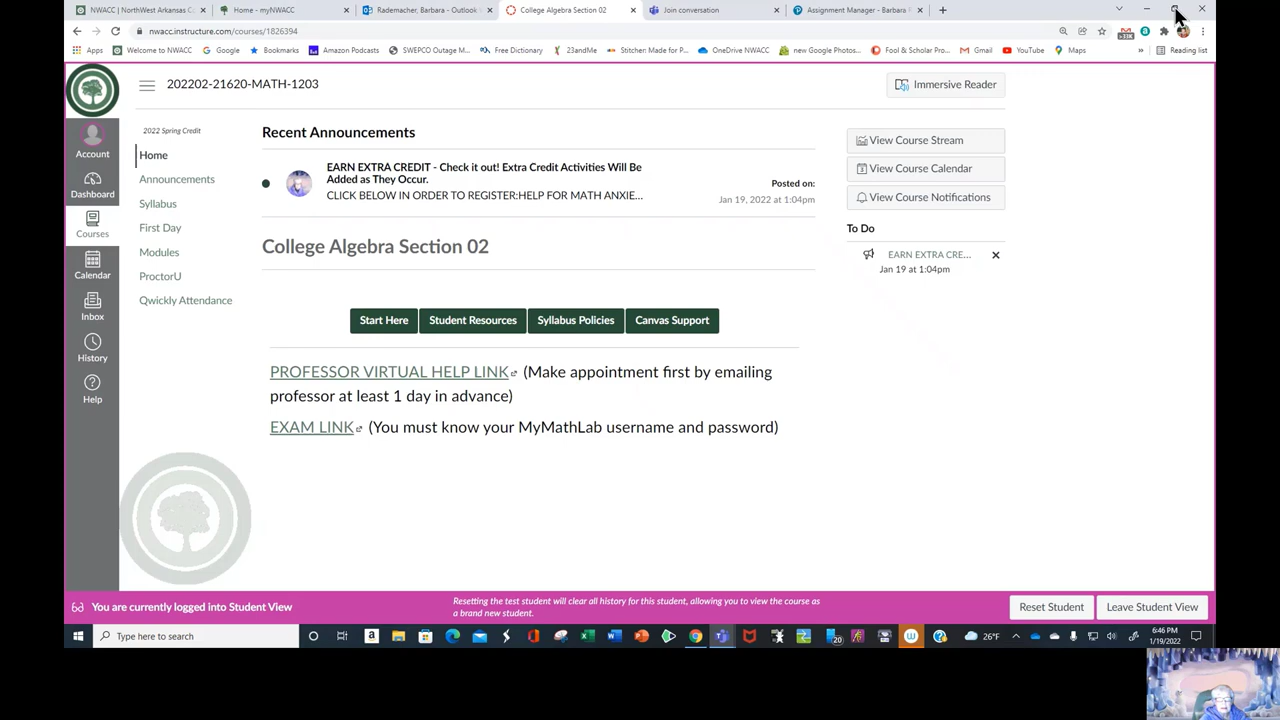 NWACC | NorthWest Arkansas C
Home - myNWACC
Rademacher, Barbara - Outlook
College Algebra Section 02
Join conversation
Assignment Manager - Barbara
nwacc.instructure.com/courses/1826394
Apps
Welcome to NWACC
Google
Bookmarks
Amazon Podcasts
SWEPCO Outage M...
Free Dictionary
23andMe
Stitcher: Made for P...
OneDrive NWACC
new Google Photos...
Fool & Scholar Pro...
Gmail
YouTube
Maps
»
Reading list
202202-21620-MATH-1203
Immersive Reader
Account
Dashboard
Courses
Calendar
Inbox
History
Help
2022 Spring Credit
Home
Announcements
Syllabus
First Day
Modules
ProctorU
Qwickly Attendance
Recent Announcements
EARN EXTRA CREDIT - Check it out! Extra Credit Activities Will Be
Added as They Occur.
CLICK BELOW IN ORDER TO REGISTER:HELP FOR MATH ANXIE...
Posted on:
Jan 19, 2022 at 1:04pm
College Algebra Section 02
Start Here
Student Resources
Syllabus Policies
Canvas Support
PROFESSOR VIRTUAL HELP LINK (Make appointment first by emailing
professor at least 1 day in advance)
EXAM LINK (You must know your MyMathLab username and password)
View Course Stream
View Course Calendar
View Course Notifications
To Do
EARN EXTRA CRE...
Jan 19 at 1:04pm
You are currently logged into Student View
Resetting the test student will clear all history for this student, allowing you to view the course as
a brand new student.
Reset Student
Leave Student View
Type here to search
20
26°F
6:46 PM
1/19/2022